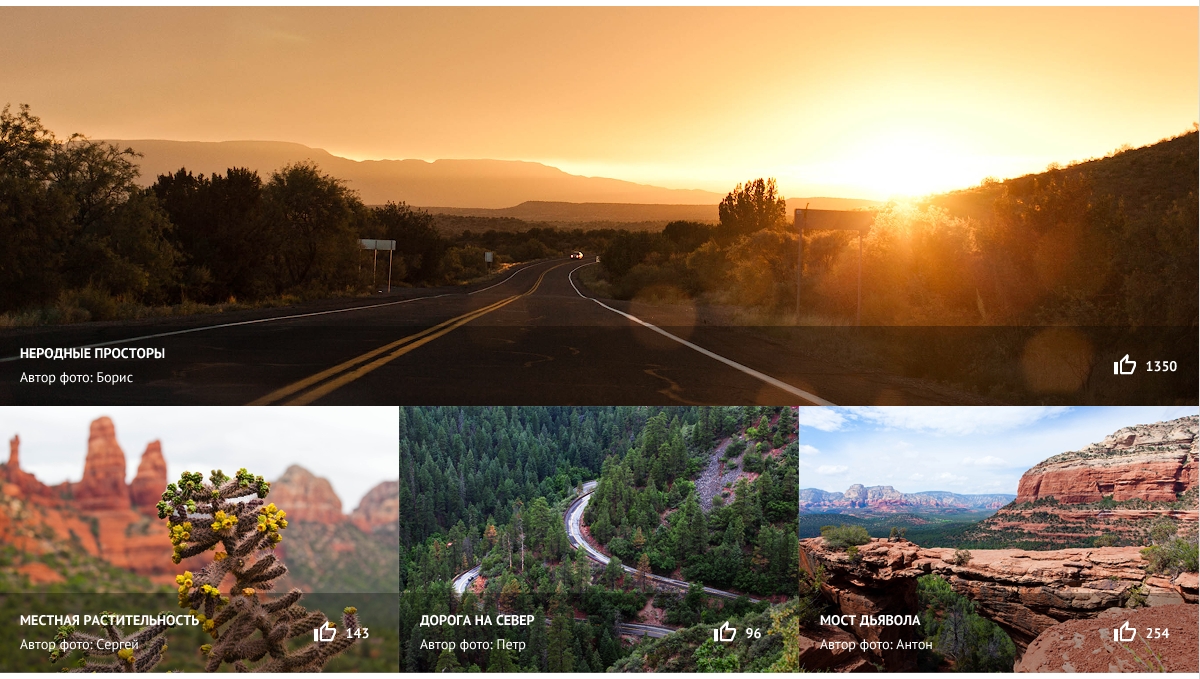 НЕРОДНЫЕ ПРОСТОРЫ
Автор фото: Борис
1350
МЕСТНАЯ РАСТИТЕЛЬНОСТЬ
Автор фото: Сергей
143
ДОРОГА НА СЕВЕР
Автор фото: Петр
96
МОСТ ДЬЯВОЛА
Автор фото: Антон
254